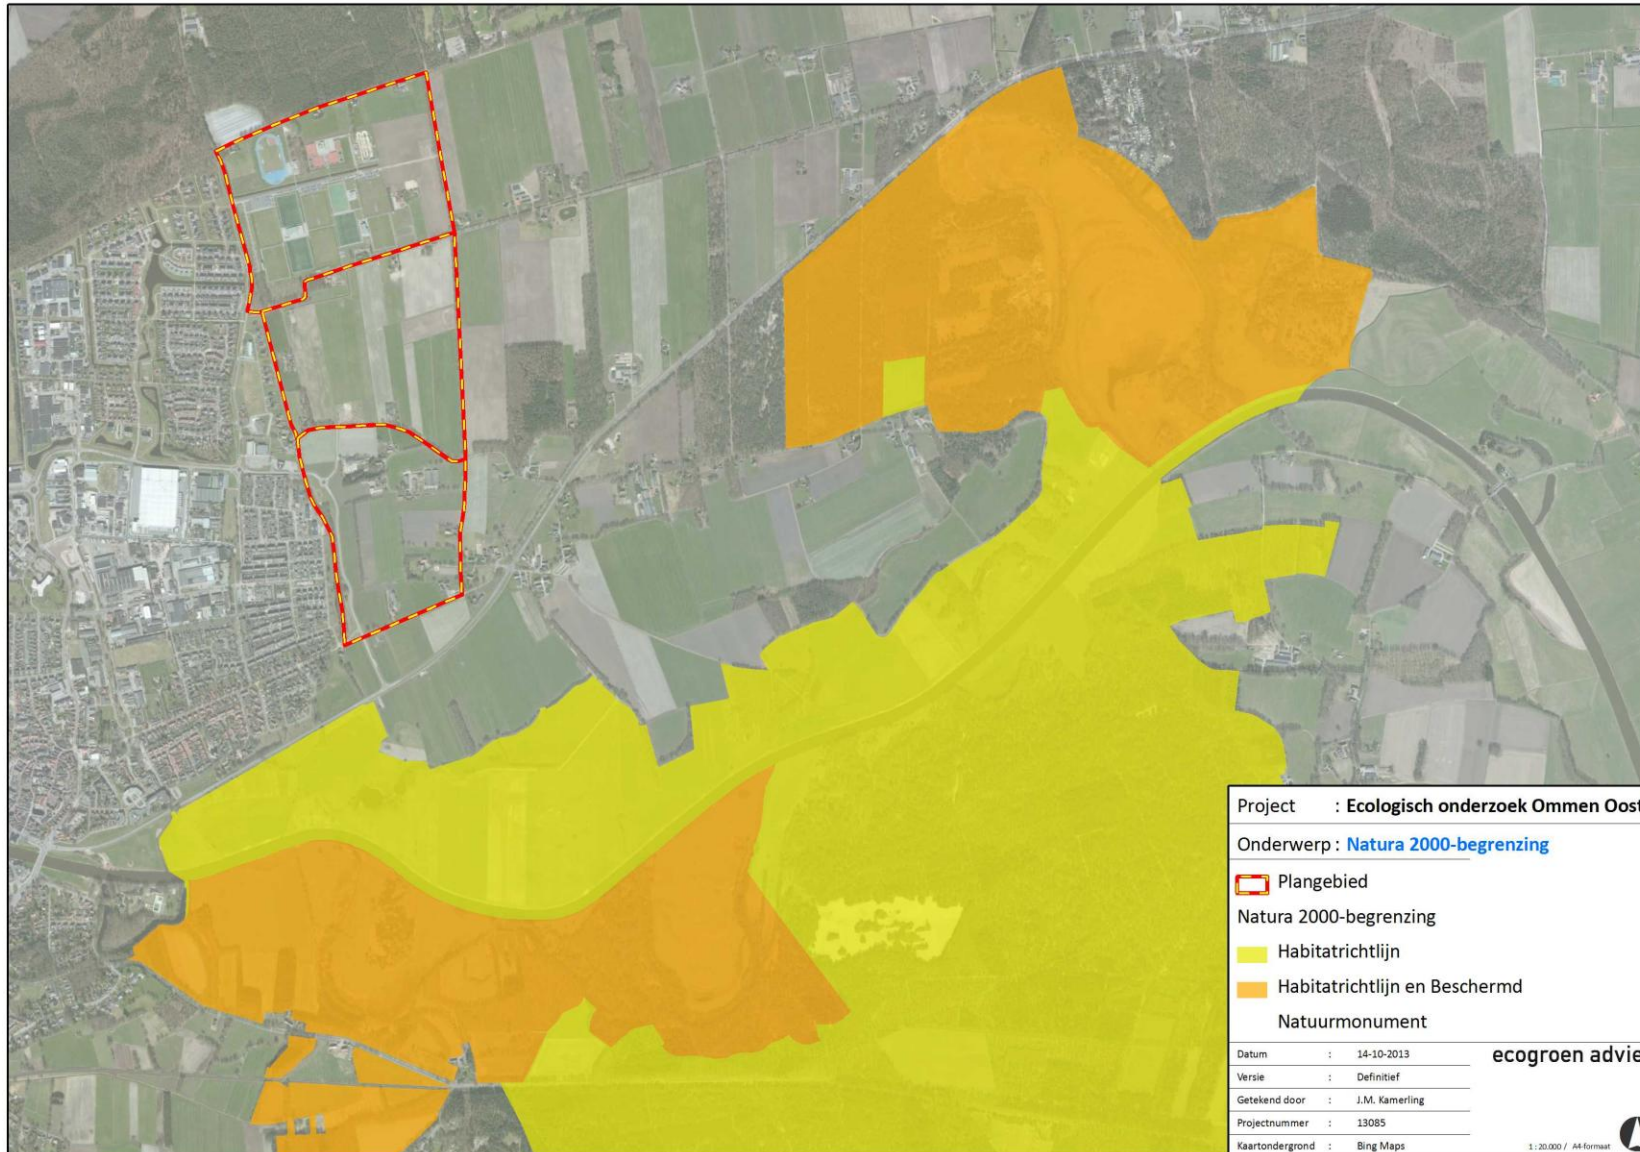 Project : Ecologisch onderzoek Ommen Oost
Onderwerp : Natura 2000-begrenzing
Plangebied
Natura 2000-begrenzing
Habitatrichtlijn
Habitatrichtlijn en Beschermd
Natuurmonument
Datum : 14-10-2013
ecogroen advie
Versie : Definitief
Getekend door : J.M. Kamerling
Projectnummer : 13085
Kaartondergrond : Bing Maps
1 : 20.000 / A4-formaat